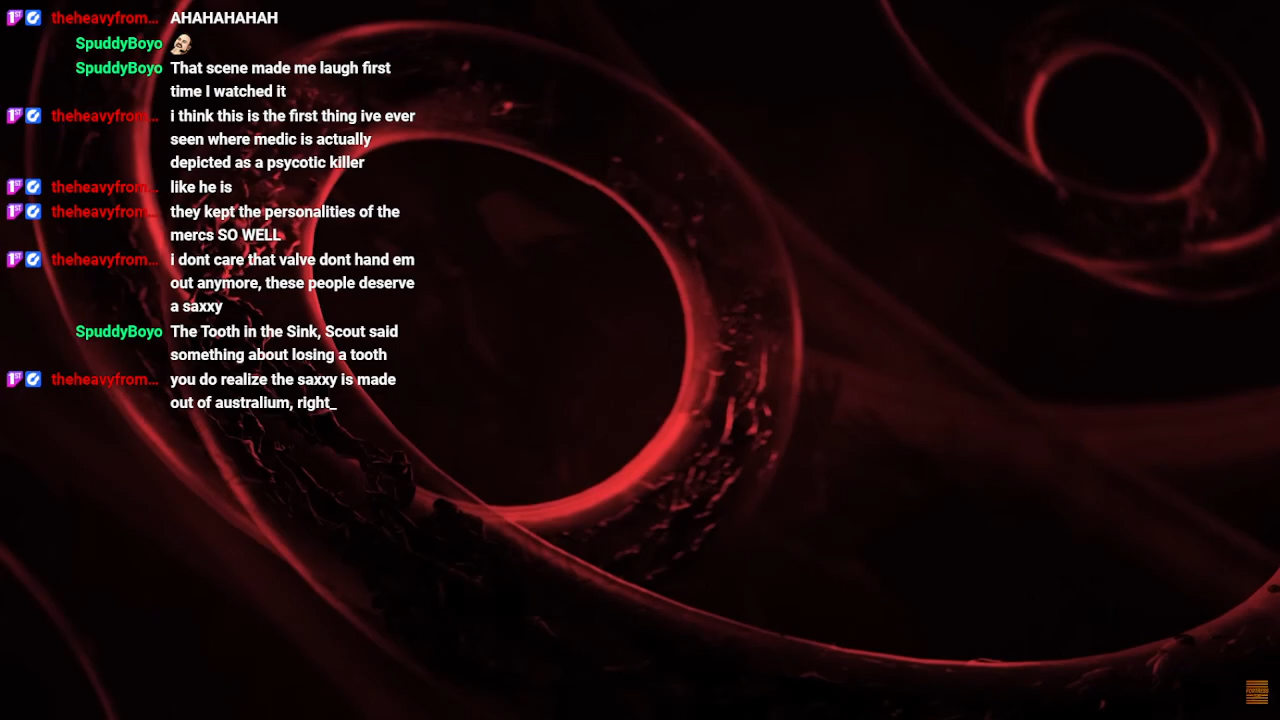 theheavyfrom... AHAHAHAHAH
SpuddyBoyo
SpuddyBoyo That scene made me laugh first
time I watched it
theheavyfrom... i think this is the first thing ive ever
seen where medic is actually
depicted as a psycotic killer
theheavyfrom... like he is
theheavyfrom... they kept the personalities of the
mercs SO WELL
theheavyfrom... i dont care that valve dont hand em
out anymore, these people deserve
a saxxy
SpuddyBoyo The Tooth in the Sink, Scout said
something about losing a tooth
theheavyfrom... you do realize the saxxy is made
out of australium, right_